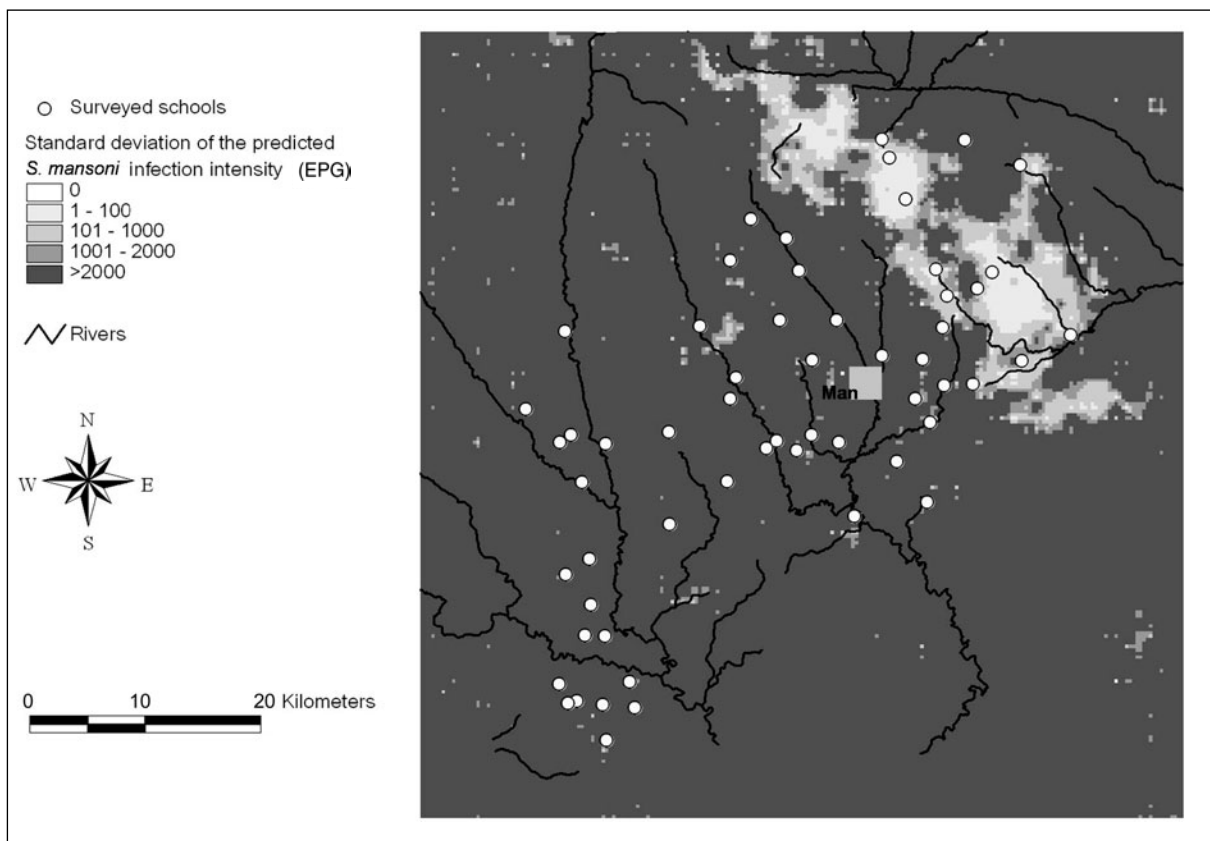 Surveyed schools
Standard deviation of the predicted
S. mansoni infection intensity (EPG)
0
1 - 100
101 - 1000
1001 - 2000
>2000
Rivers
N
W E
S
0 10 20 Kilometers
Man